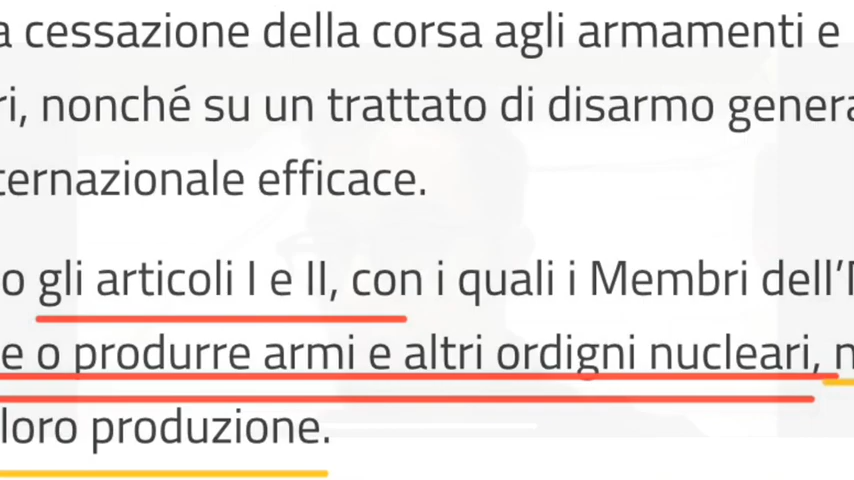 a cessazione della corsa agli armamenti e
ri, nonché su un trattato di disarmo genera
ternazionale efficace.
o gli articoli I e II, con i quali i Membri dell'
e o produrre armi e altri ordigni nucleari,
loro produzione.